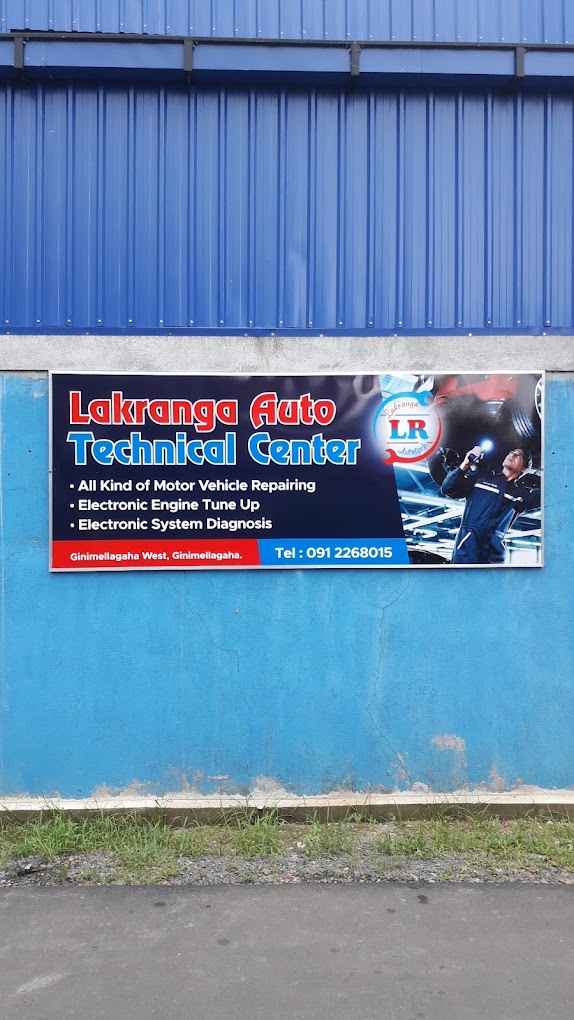 Lakranga Auto
Technical Center
• All Kind of Motor Vehicle Repairing
• Electronic Engine Tune Up
• Electronic System Diagnosis
Ginimellagaha West, Ginimellagaha.
Tel : 091 2268015
Lakranga
LR